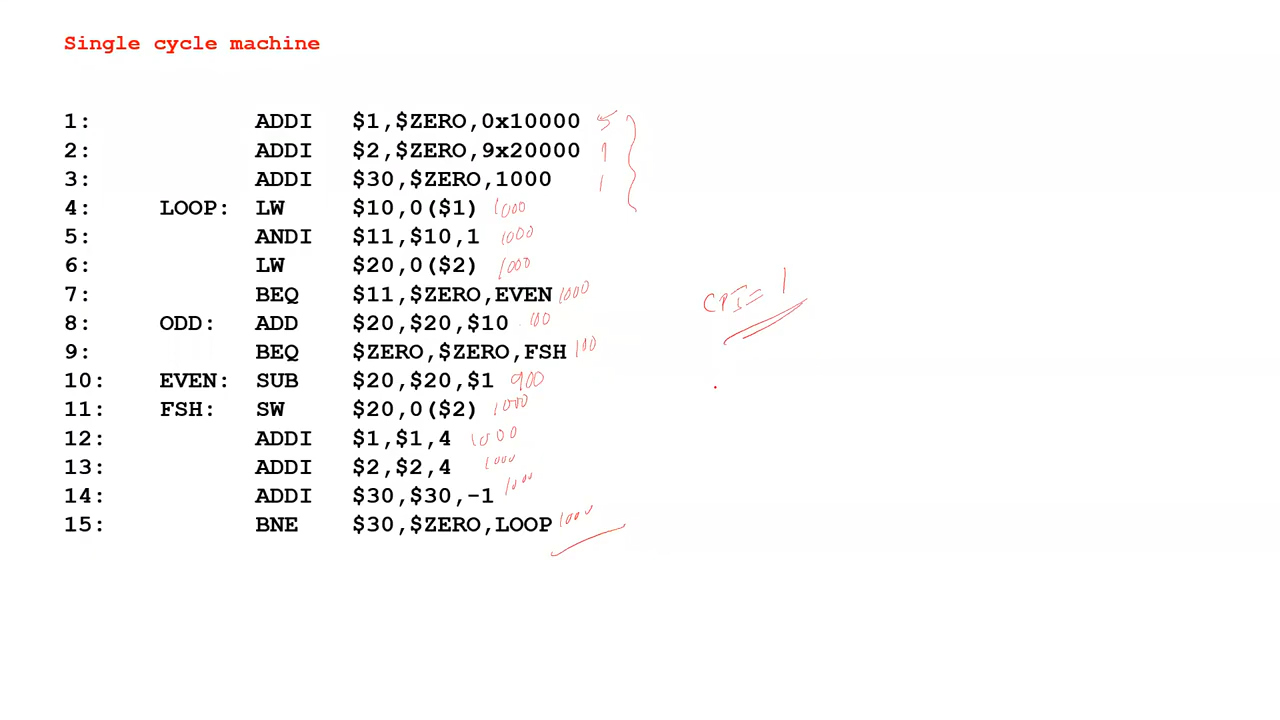 Single cycle machine
1: ADDI $1,$ZERO,0x10000
2: ADDI $2,$ZERO,9x20000 1
3: ADDI $30,$ZERO,1000 1
4: LOOP: LW $10,0($1) 1000
5: ANDI $11,$10,1 1000
6: LW $20,0($2) 1000
7: BEQ $11,$ZERO,EVEN 1000
8: ODD: ADD $20,$20,$10 100
9: BEQ $ZERO,$ZERO,FSH 100
10: EVEN: SUB $20,$20,$1 900
11: FSH: SW $20,0($2) 1000
12: ADDI $1,$1,4 1000
13: ADDI $2,$2,4 1000
14: ADDI $30,$30,-1 1000
15: BNE $30,$ZERO,LOOP 1000
CPI= 1